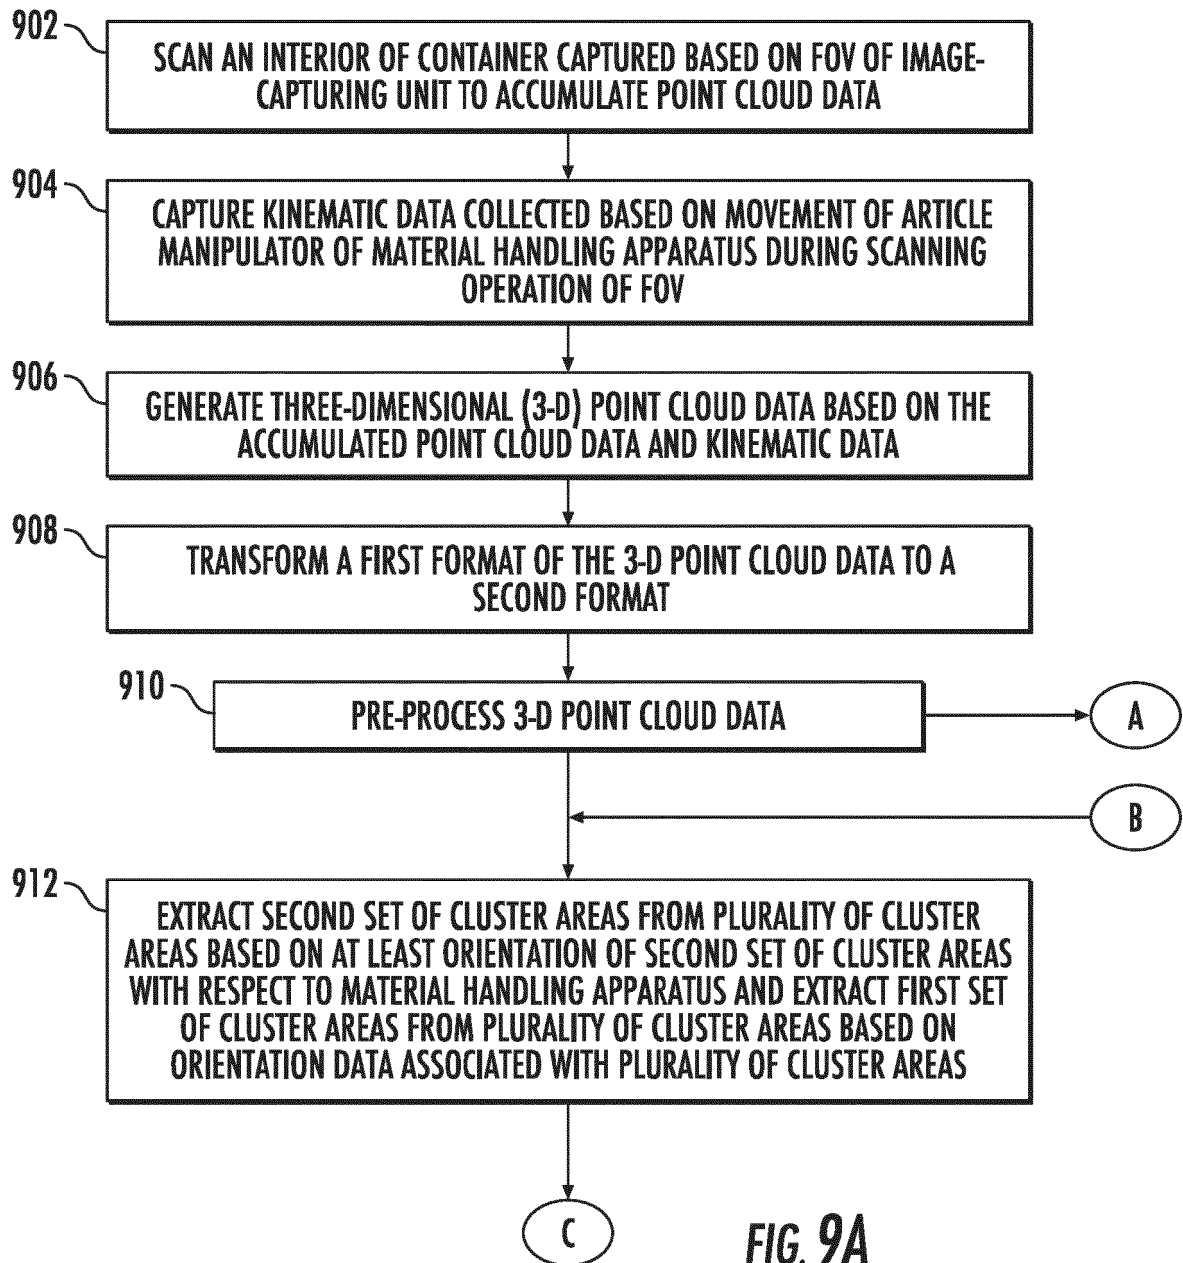 902
SCAN AN INTERIOR OF CONTAINER CAPTURED BASED ON FOV OF IMAGE-
CAPTURING UNIT TO ACCUMULATE POINT CLOUD DATA
904
CAPTURE KINEMATIC DATA COLLECTED BASED ON MOVEMENT OF ARTICLE
MANIPULATOR OF MATERIAL HANDLING APPARATUS DURING SCANNING
OPERATION OF FOV
906
GENERATE THREE-DIMENSIONAL (3-D) POINT CLOUD DATA BASED ON THE
ACCUMULATED POINT CLOUD DATA AND KINEMATIC DATA
908
TRANSFORM A FIRST FORMAT OF THE 3-D POINT CLOUD DATA TO A
SECOND FORMAT
910
PRE-PROCESS 3-D POINT CLOUD DATA
A
B
912
EXTRACT SECOND SET OF CLUSTER AREAS FROM PLURALITY OF CLUSTER
AREAS BASED ON AT LEAST ORIENTATION OF SECOND SET OF CLUSTER AREAS
WITH RESPECT TO MATERIAL HANDLING APPARATUS AND EXTRACT FIRST SET
OF CLUSTER AREAS FROM PLURALITY OF CLUSTER AREAS BASED ON
ORIENTATION DATA ASSOCIATED WITH PLURALITY OF CLUSTER AREAS
C
FIG. 9A